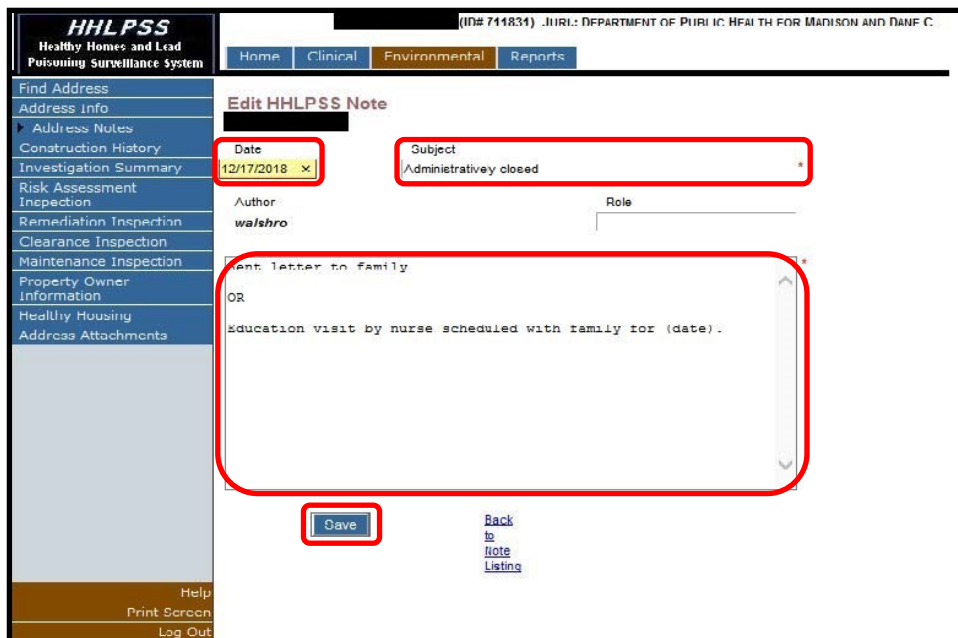 HHLPSS
Healthy Homes and Lead
Poisoning Surveillance System
(ID# 711831) JURI.: DEPARTMENT OF PUBLIC HEALTH FOR MADISON AND DANE C
Home Clinical Environmental Reports
Find Address
Address Info
Address Notes
Construction History
Investigation Summary
Risk Assessment
Inspection
Remediation Inspection
Clearance Inspection
Maintenance Inspection
Property Owner
Information
Healthy Housing
Address Attachments
Help
Print Screen
Log Out
Edit HHLPSS Note
Date Subject
12/17/2018 × Administrativey closed *
Author Role
walshro
*
Sent letter to family
OR
Education visit by nurse scheduled with family for (date).
Save
Back
to
Note
Listing